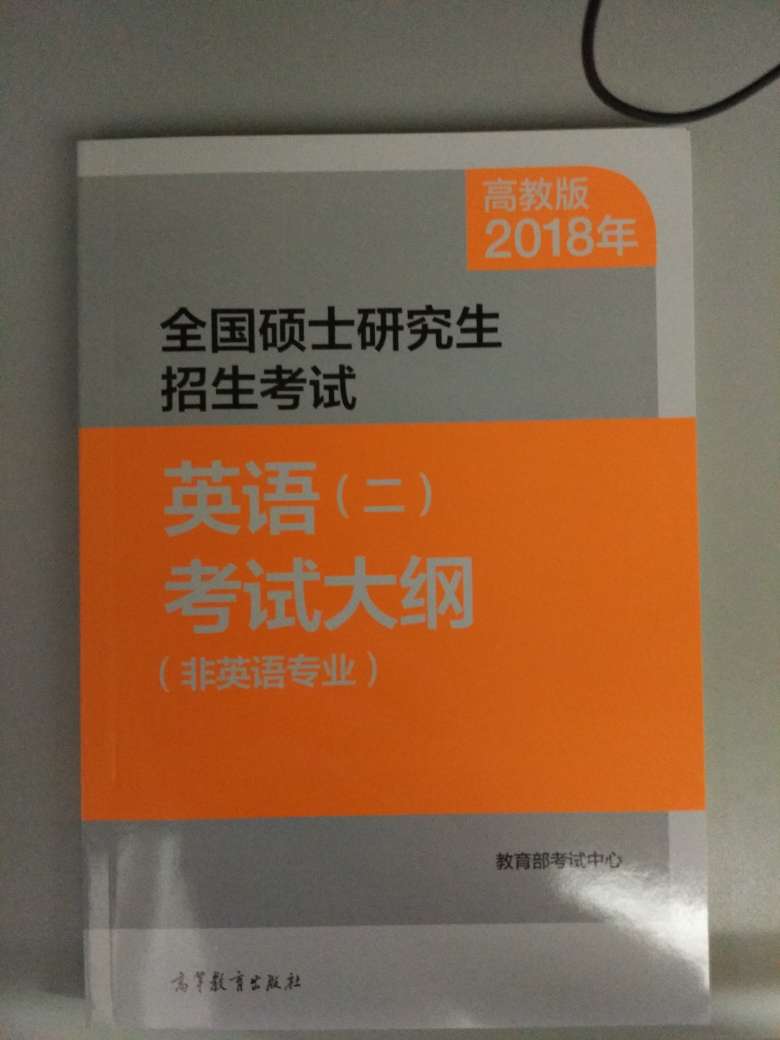 高教版
2018年
全国硕士研究生
招生考试
英语（二）
考试大纲
（非英语专业）
教育部考试中心
高等教育出版社